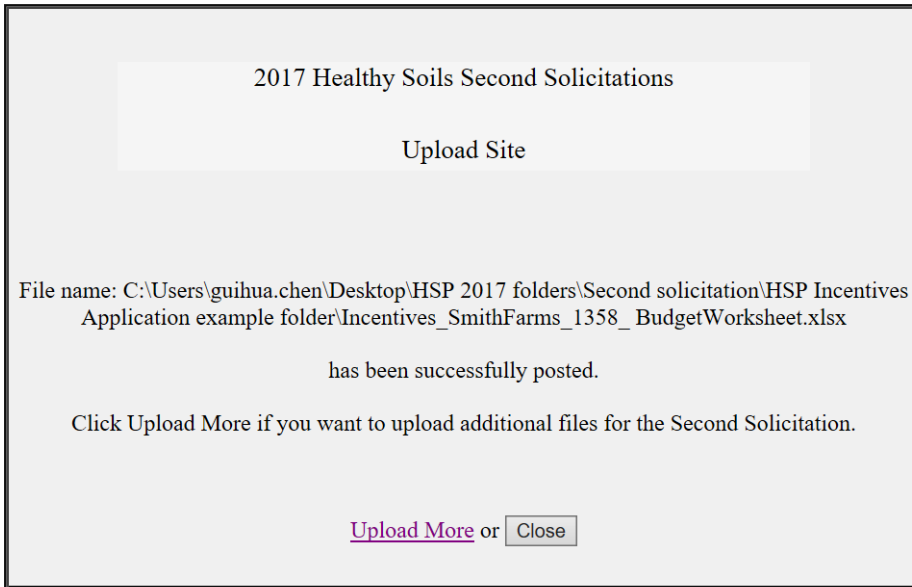 2017 Healthy Soils Second Solicitations
Upload Site
File name: C:\Users\guihua.chen\Desktop\HSP 2017 folders\Second solicitation\HSP Incentives
Application example folder\Incentives_SmithFarms_1358_ BudgetWorksheet.xlsx
has been successfully posted.
Click Upload More if you want to upload additional files for the Second Solicitation.
Upload More or Close